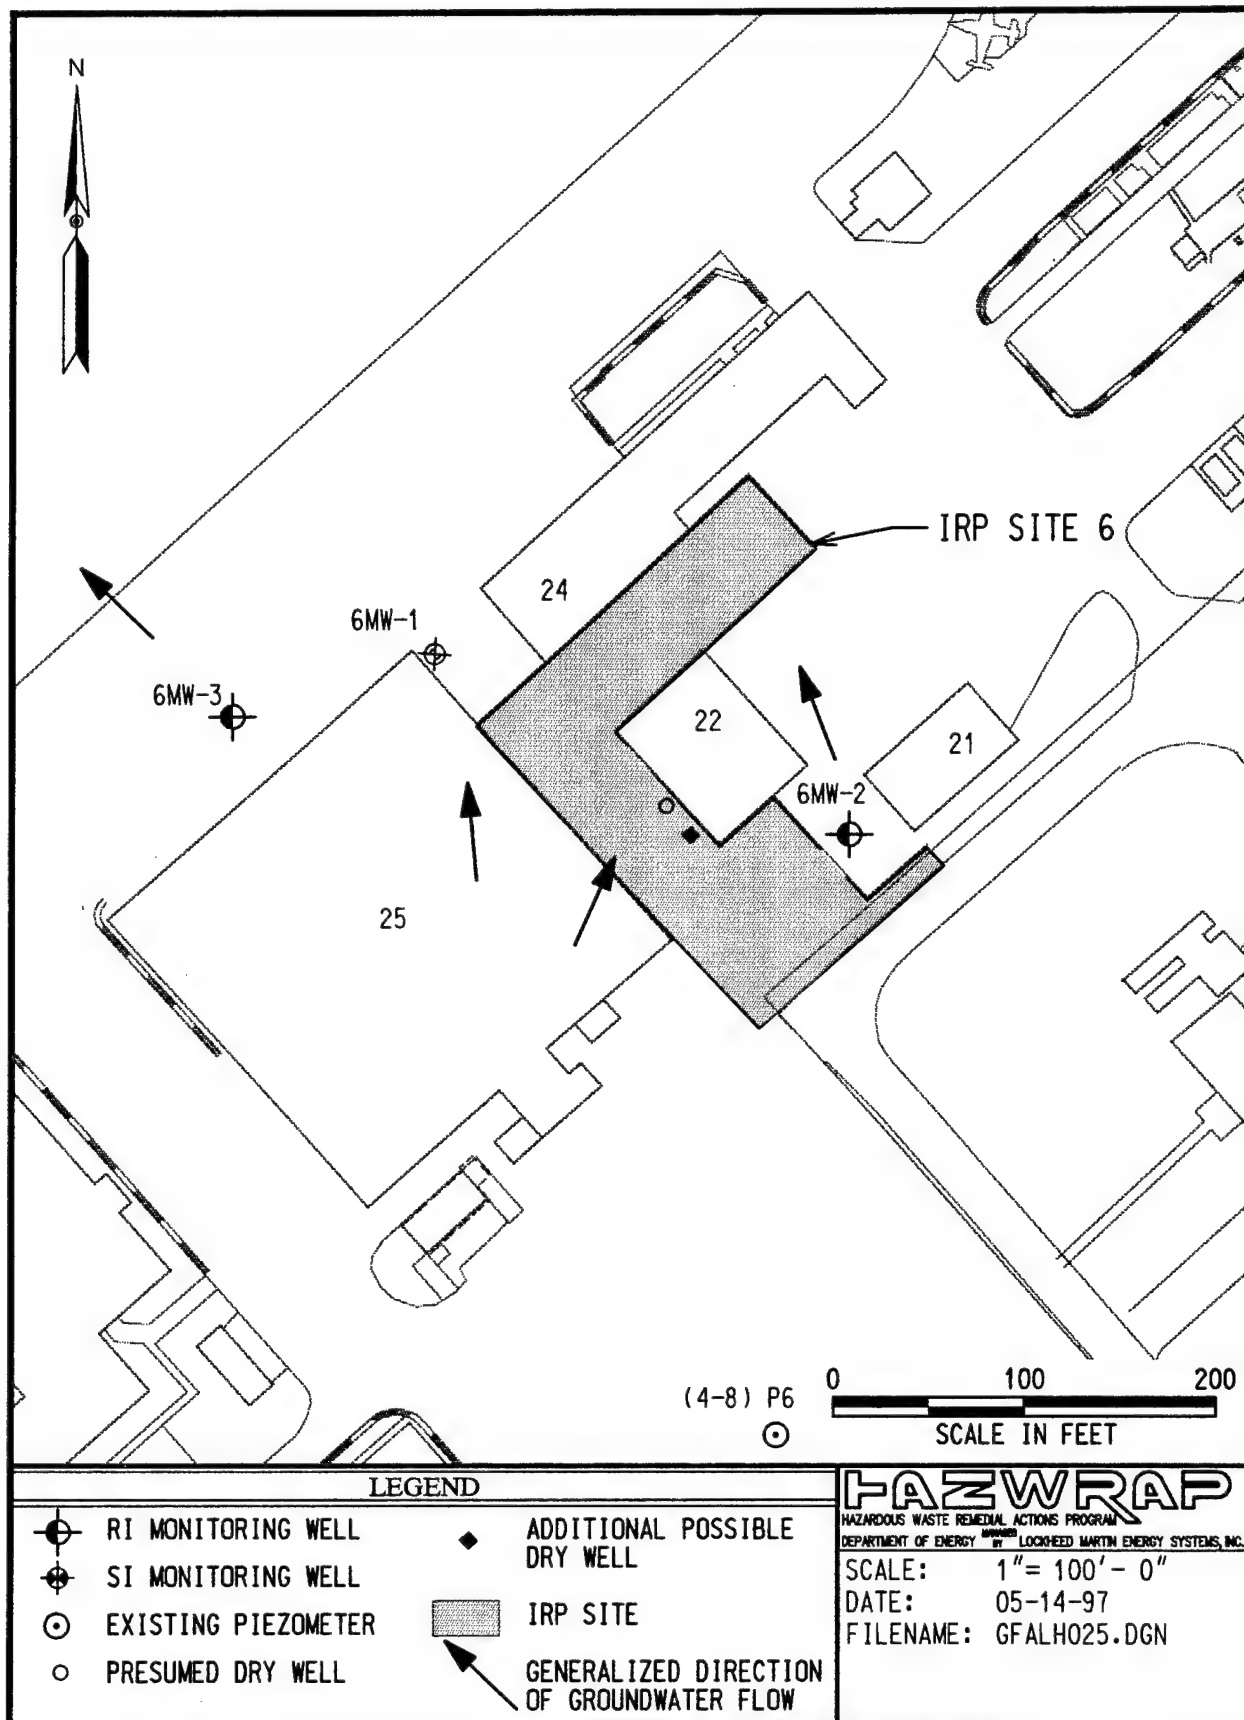 N
IRP SITE 6
24
6MW-1
6MW-3
22
21
6MW-2
25
(4-8) P6
0 100 200
SCALE IN FEET
LEGEND
RI MONITORING WELL
SI MONITORING WELL
EXISTING PIEZOMETER
PRESUMED DRY WELL
ADDITIONAL POSSIBLE
DRY WELL
IRP SITE
GENERALIZED DIRECTION
OF GROUNDWATER FLOW
HAZWRAP
HAZARDOUS WASTE REMEDIAL ACTIONS PROGRAM
DEPARTMENT OF ENERGY MANAGED BY LOCKHEED MARTIN ENERGY SYSTEMS, INC.
SCALE: 1"= 100'- 0"
DATE: 05-14-97
FILENAME: GFALH025.DGN